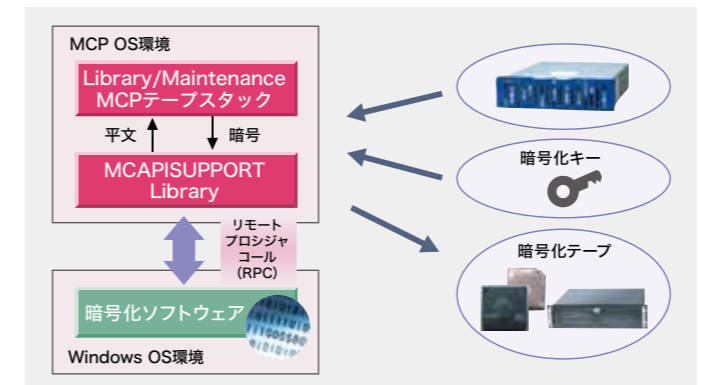 MCP OS環境
Library/Maintenance
MCPテープスタック
平文
暗号
MCAPISUPPORT
Library
リモート
プロシジャ
コール
（RPC）
暗号化ソフトウェア
Windows OS環境
暗号化キー
暗号化テープ